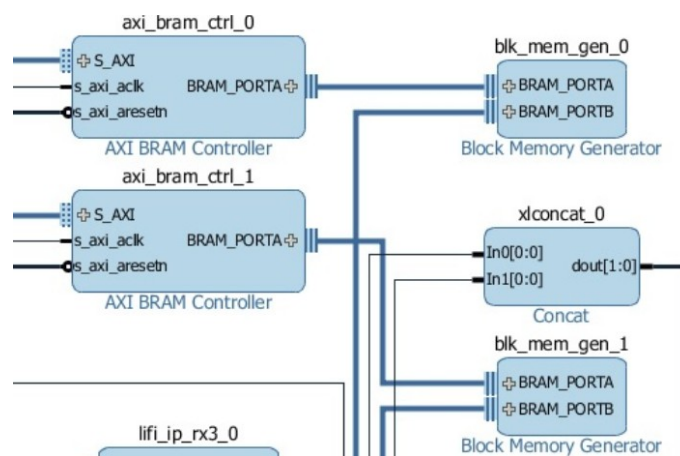 axi_bram_ctrl_0
S_AXI
s_axi_aclk
BRAM_PORTA
s_axi_aresetn
AXI BRAM Controller
blk_mem_gen_0
BRAM_PORTA
BRAM_PORTB
Block Memory Generator
axi_bram_ctrl_1
S_AXI
s_axi_aclk
BRAM_PORTA
s_axi_aresetn
AXI BRAM Controller
xlconcat_0
In0[0:0]
In1[0:0]
dout[1:0]
Concat
blk_mem_gen_1
BRAM_PORTA
BRAM_PORTB
Block Memory Generator
lifi_ip_rx3_0